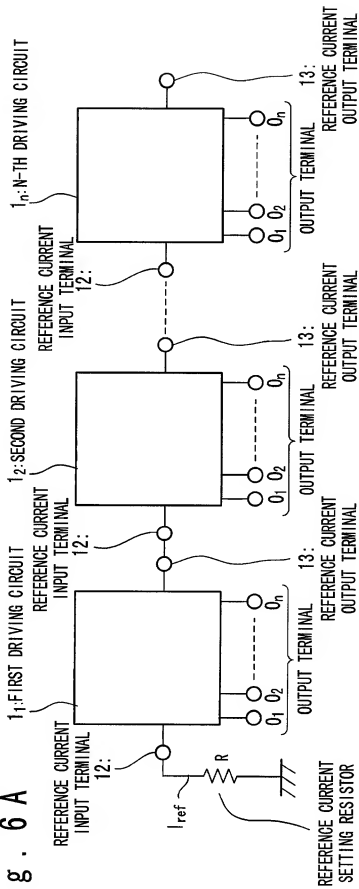 g . 6 A
1₁:FIRST DRIVING CIRCUIT
REFERENCE CURRENT
INPUT TERMINAL
12:
Iref
R
REFERENCE CURRENT
SETTING RESISTOR
O₁ O₂ Oₙ
OUTPUT TERMINAL
13:
REFERENCE CURRENT
OUTPUT TERMINAL
1₂:SECOND DRIVING CIRCUIT
REFERENCE CURRENT
INPUT TERMINAL
12:
O₁ O₂ Oₙ
OUTPUT TERMINAL
13:
REFERENCE CURRENT
OUTPUT TERMINAL
1ₙ:N-TH DRIVING CIRCUIT
REFERENCE CURRENT
INPUT TERMINAL
12:
O₁ O₂ Oₙ
OUTPUT TERMINAL
13:
REFERENCE CURRENT
OUTPUT TERMINAL